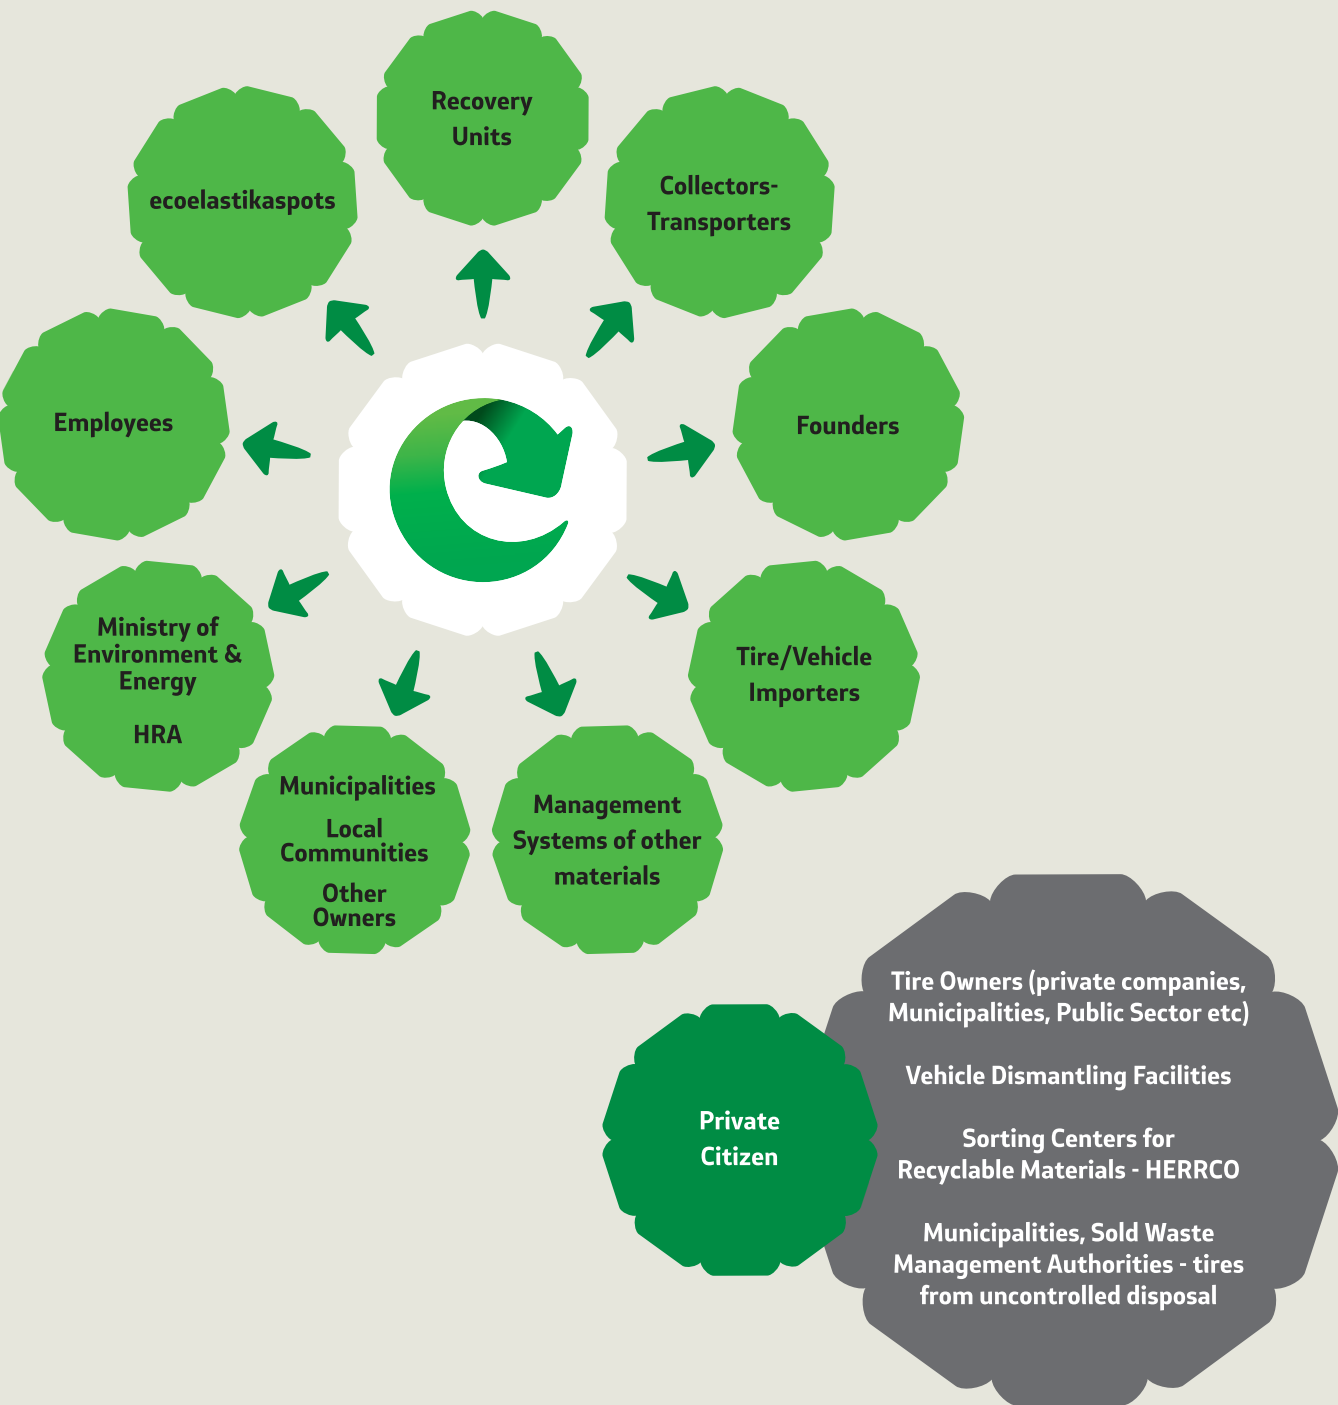 Recovery
Units
Collectors-
Transporters
ecoelastikaspots
Founders
Employees
Tire/Vehicle
Importers
Ministry of
Environment &
Energy
HRA
Municipalities
Local
Communities
Other
Owners
Management
Systems of other
materials
Private
Citizen
Tire Owners (private companies,
Municipalities, Public Sector etc)
Vehicle Dismantling Facilities
Sorting Centers for
Recyclable Materials - HERRCO
Municipalities, Sold Waste
Management Authorities - tires
from uncontrolled disposal